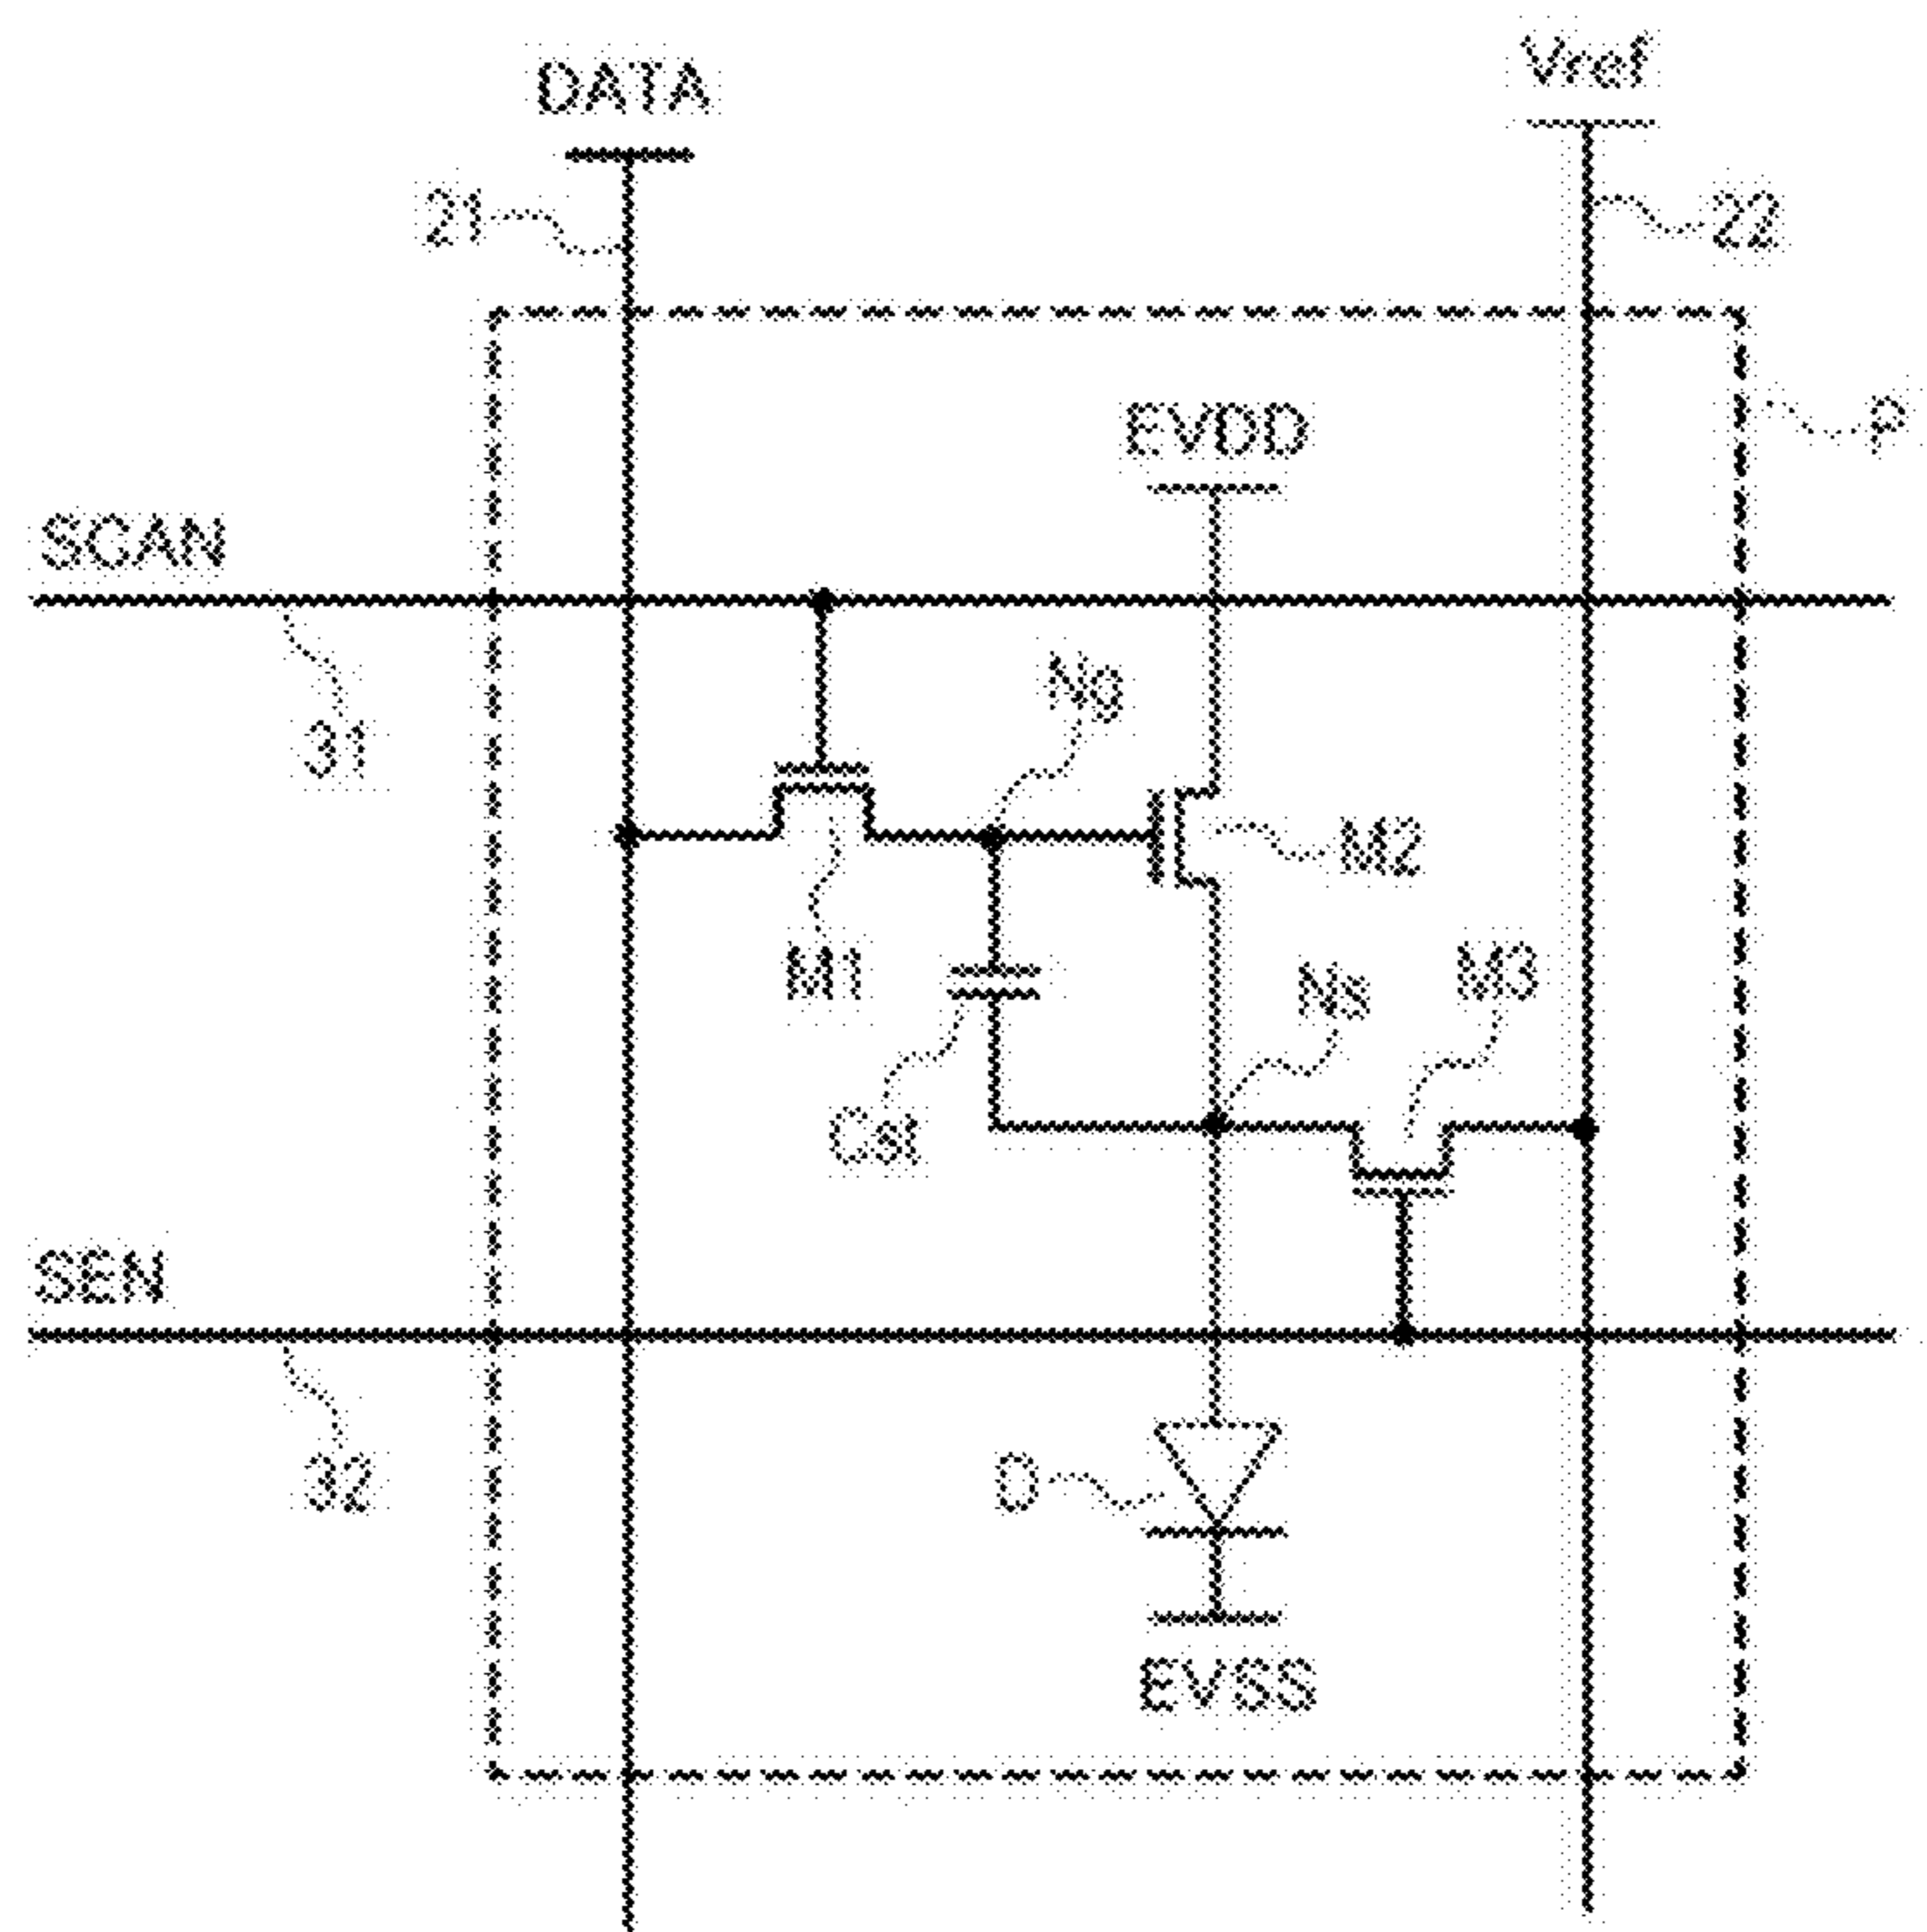 DATA
Vref
21
22
EVDD
P
SCAN
31
Ng
M2
M1
Ns
M3
Cst
SEN
32
D
EVSS